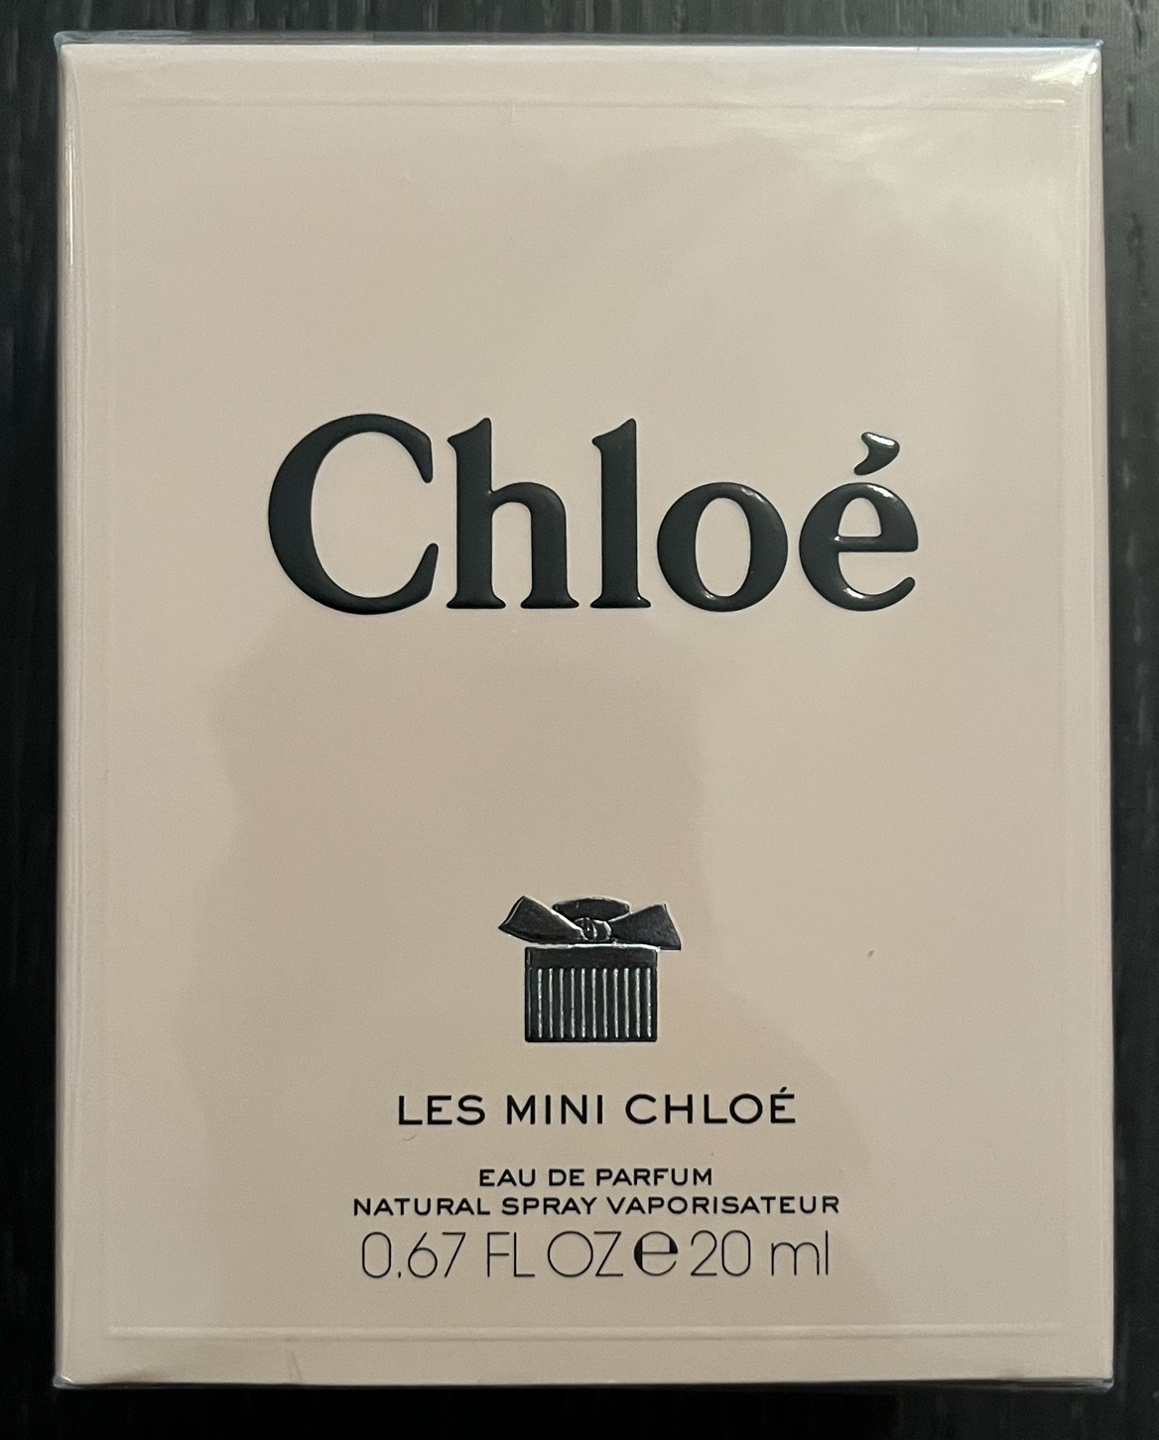 Chloé
LES MINI CHLOÉ
EAU DE PARFUM
NATURAL SPRAY VAPORISATEUR
0.67 FL OZ ℮ 20 ml